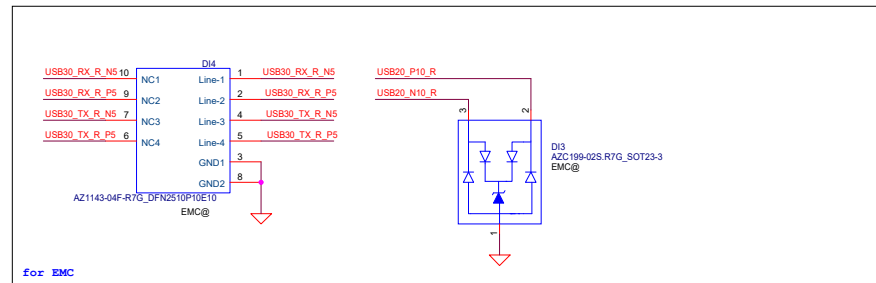 DI4
USB30_RX_R_N5 10 NC1 Line-1 1 USB30_RX_R_N5
USB30_RX_R_P5 9 NC2 Line-2 2 USB30_RX_R_P5
USB30_TX_R_N5 7 NC3 Line-3 4 USB30_TX_R_N5
USB30_TX_R_P5 6 NC4 Line-4 5 USB30_TX_R_P5
GND1 3
GND2 8
AZ1143-04F-R7G_DFN2510P10E10
EMC@
USB20_P10_R
USB20_N10_R
3 2
DI3
AZC199-02S.R7G_SOT23-3
EMC@
1
for EMC